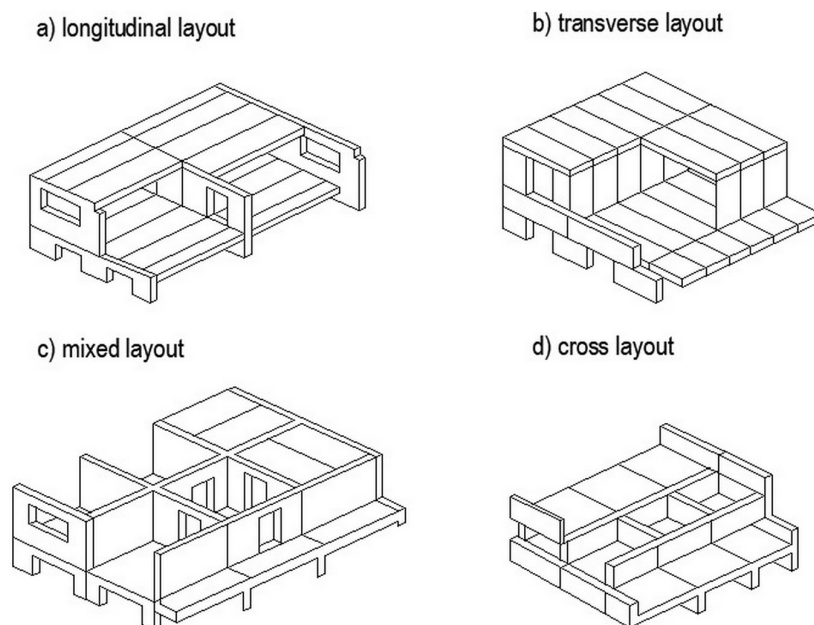 a) longitudinal layout
b) transverse layout
c) mixed layout
d) cross layout